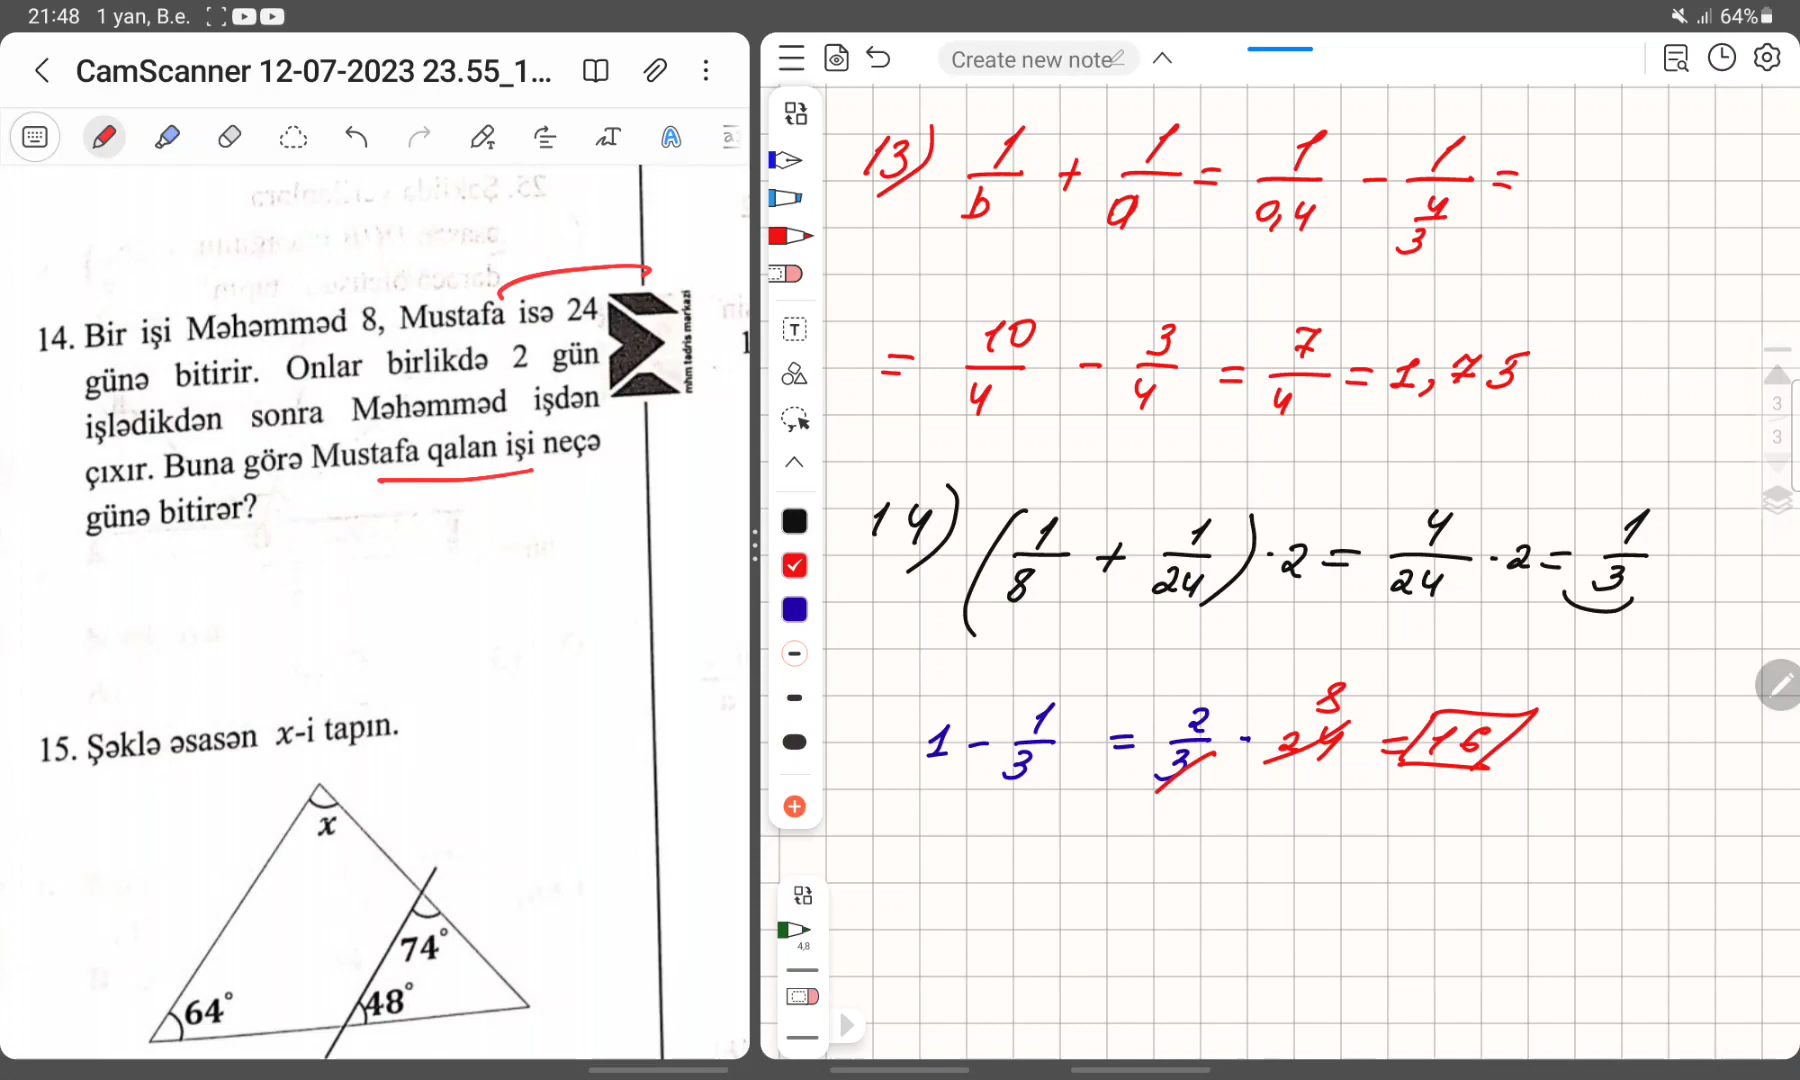 21:48 1 yan, B.e. 64%
CamScanner 12-07-2023 23.55_1...
14. Bir işi Məhəmməd 8, Mustafa isə 24
günə bitirir. Onlar birlikdə 2 gün
işlədikdən sonra Məhəmməd işdən
çıxır. Buna görə Mustafa qalan işi neçə
günə bitirər?
mhm tədris mərkəzi
15. Şəklə əsasən x-i tapın.
x
74°
64°
48°
Create new note
T
3
3
4,8
13) 1/b + 1/a = 1/0,4 - 1/(4/3) =
= 10/4 - 3/4 = 7/4 = 1,75
14) (1/8 + 1/24) · 2 = 4/24 · 2 = 1/3
8
1 - 1/3 = 2/3 · 24 = 16